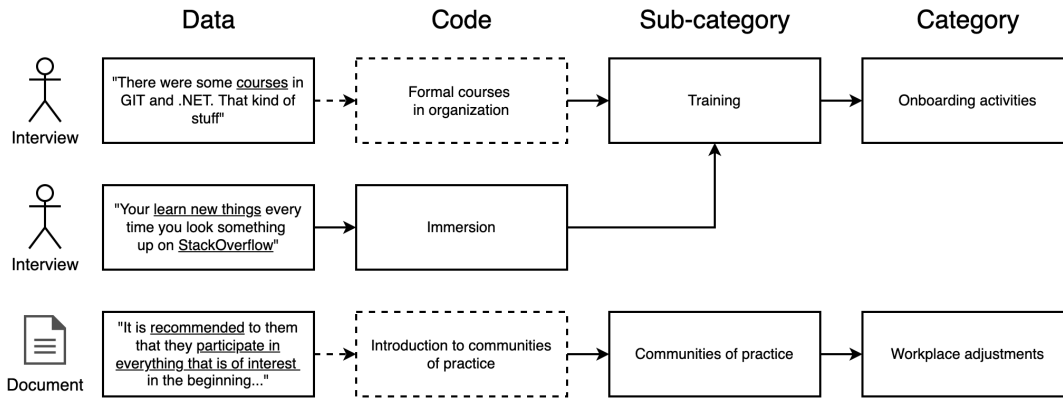 Data
Code
Sub-category
Category
Interview
"There were some courses in
GIT and .NET. That kind of
stuff"
Formal courses
in organization
Training
Onboarding activities
Interview
"Your learn new things every
time you look something
up on StackOverflow"
Immersion
Document
"It is recommended to them
that they participate in
everything that is of interest
in the beginning..."
Introduction to communities
of practice
Communities of practice
Workplace adjustments